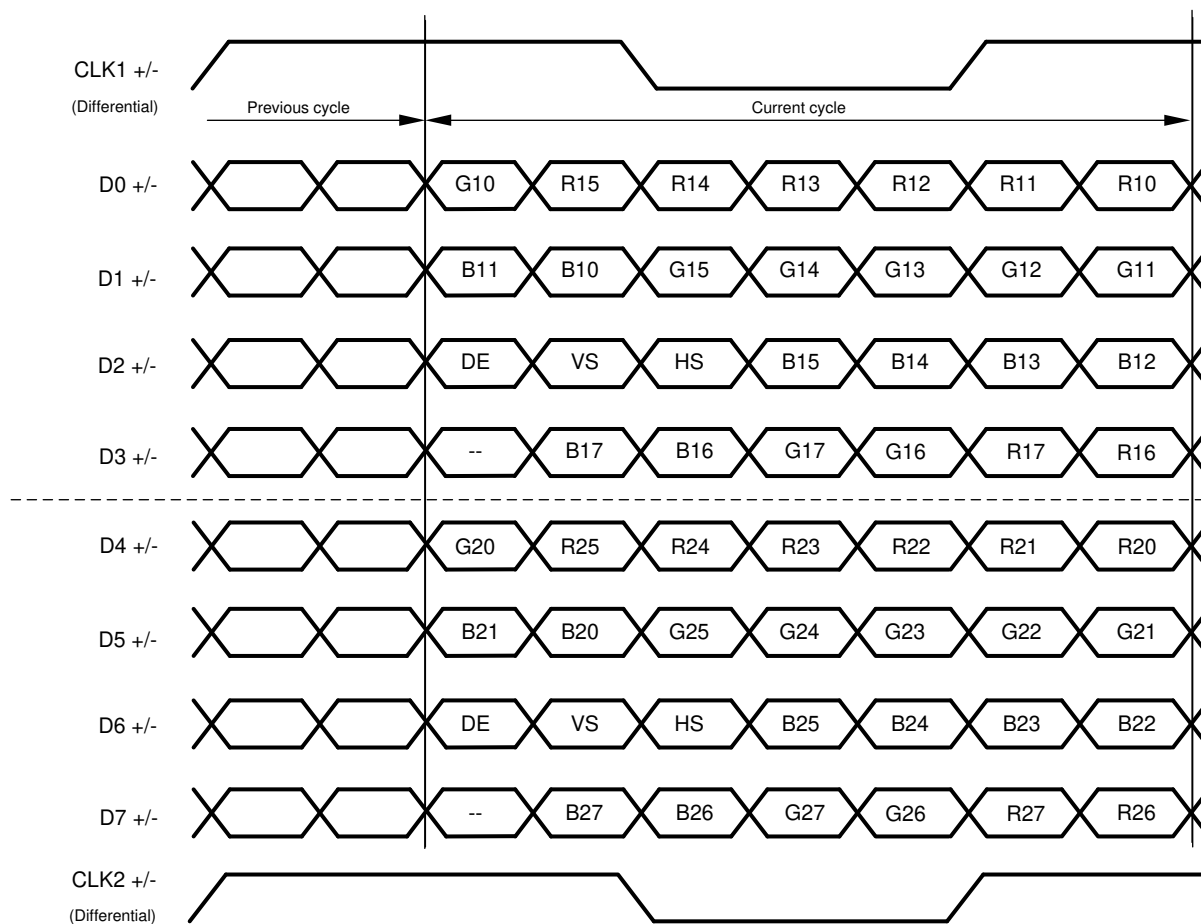 CLK1 +/-
(Differential)
Previous cycle
Current cycle
D0 +/- G10 R15 R14 R13 R12 R11 R10
D1 +/- B11 B10 G15 G14 G13 G12 G11
D2 +/- DE VS HS B15 B14 B13 B12
D3 +/- -- B17 B16 G17 G16 R17 R16
D4 +/- G20 R25 R24 R23 R22 R21 R20
D5 +/- B21 B20 G25 G24 G23 G22 G21
D6 +/- DE VS HS B25 B24 B23 B22
D7 +/- -- B27 B26 G27 G26 R27 R26
CLK2 +/-
(Differential)